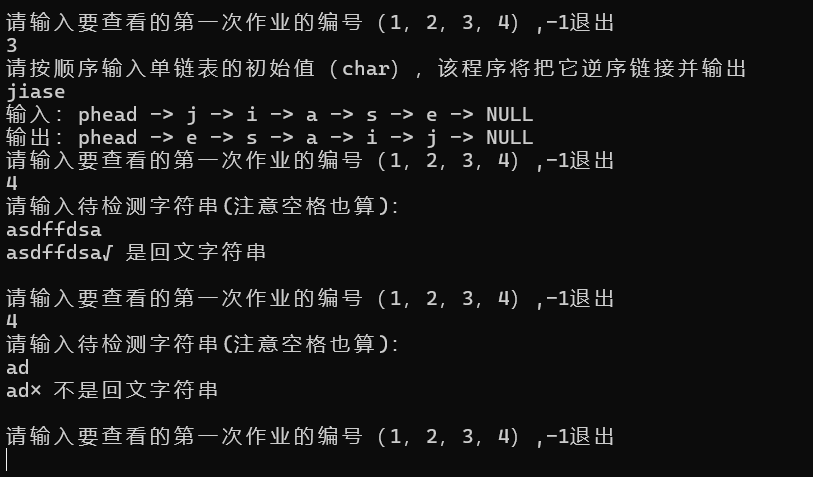 请输入要查看的第一次作业的编号（1，2，3，4）,-1退出
3
请按顺序输入单链表的初始值（char），该程序将把它逆序链接并输出
jiase
输入：phead -> j -> i -> a -> s -> e -> NULL
输出：phead -> e -> s -> a -> i -> j -> NULL
请输入要查看的第一次作业的编号（1，2，3，4）,-1退出
4
请输入待检测字符串(注意空格也算)：
asdffdsa
asdffdsa√ 是回文字符串
请输入要查看的第一次作业的编号（1，2，3，4）,-1退出
4
请输入待检测字符串(注意空格也算)：
ad
ad× 不是回文字符串
请输入要查看的第一次作业的编号（1，2，3，4）,-1退出